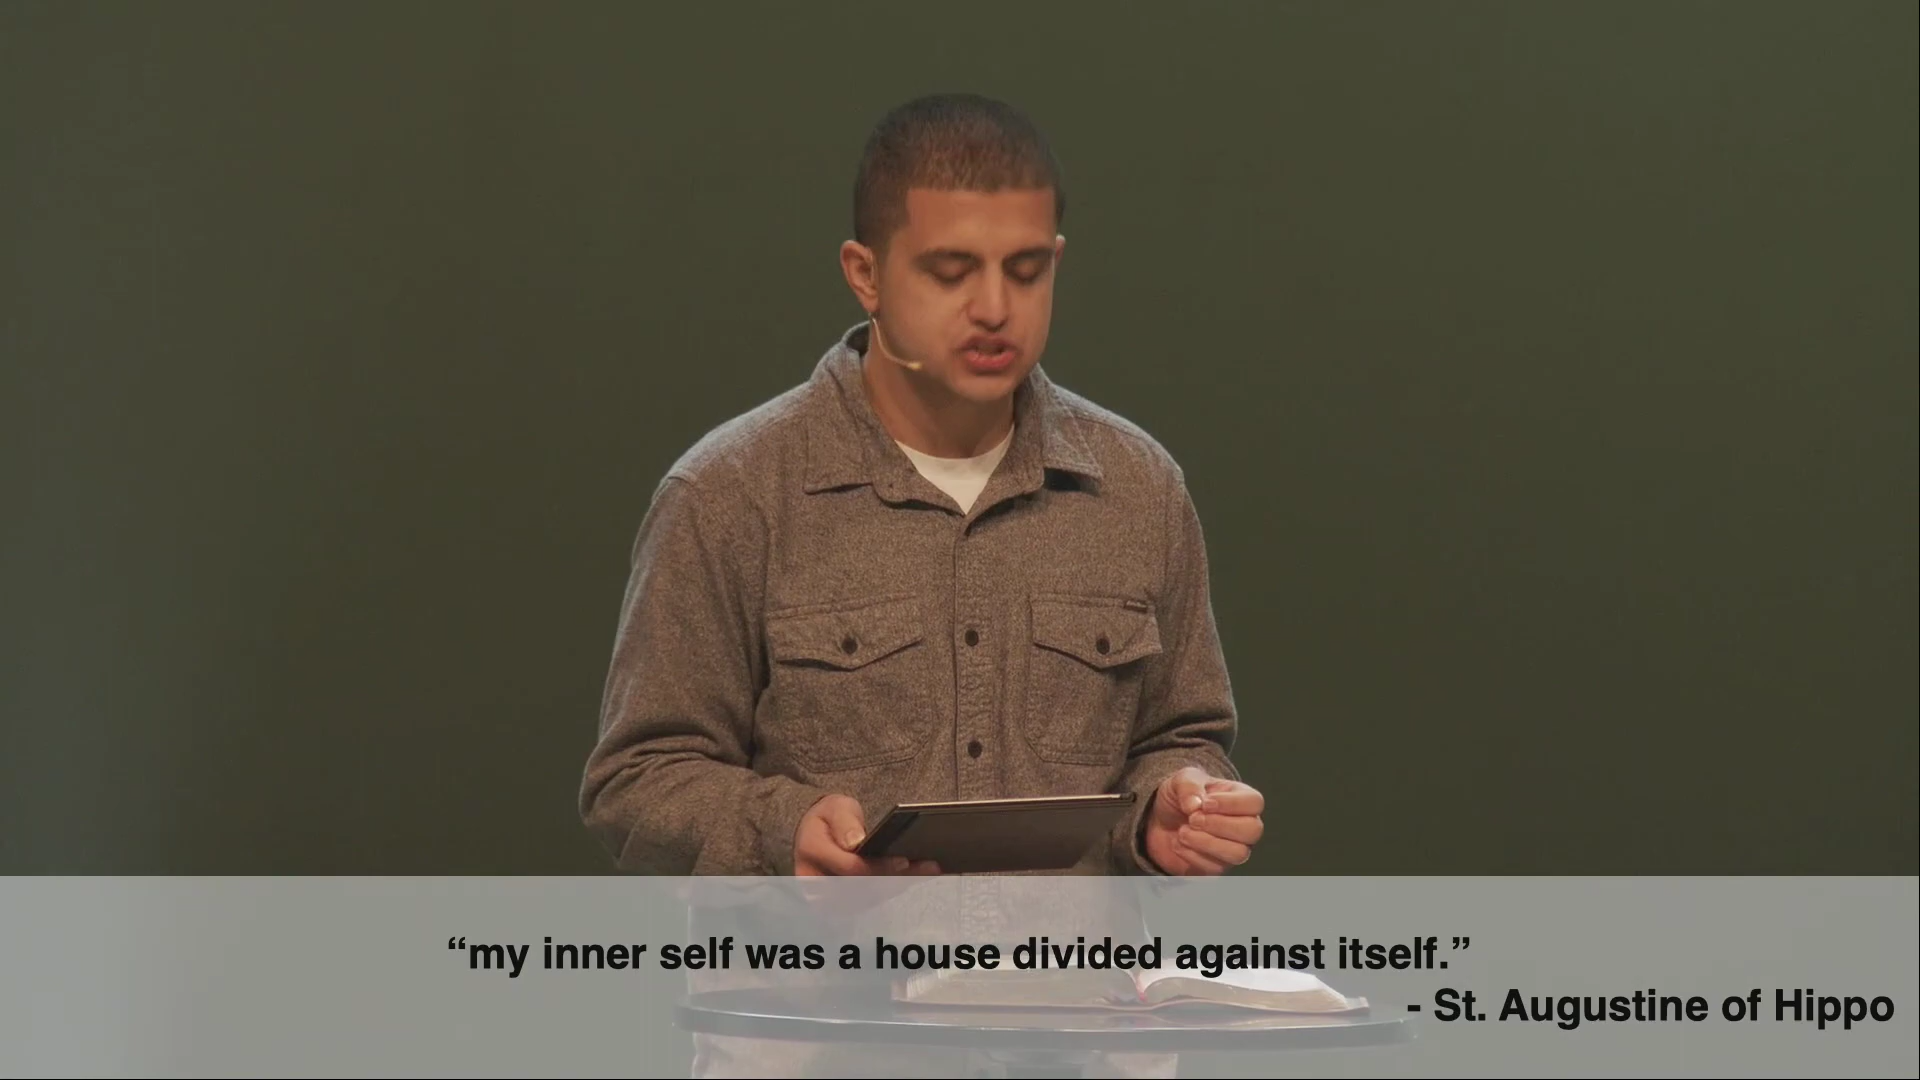 “my inner self was a house divided against itself.”
- St. Augustine of Hippo